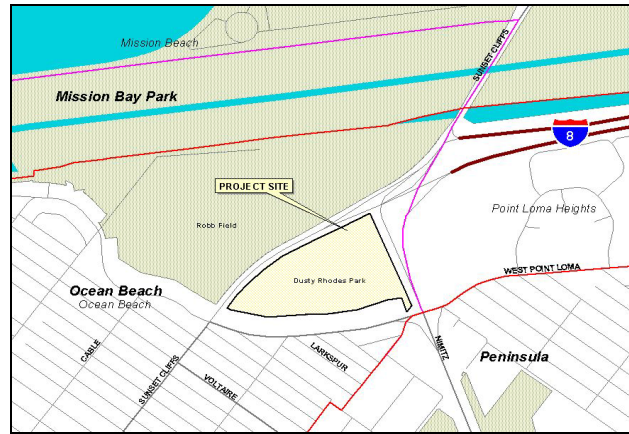 Mission Beach
SUNSET CLIFFS
Mission Bay Park
8
PROJECT SITE
Point Loma Heights
Robb Field
WEST POINT LOMA
Dusty Rhodes Park
Ocean Beach
Ocean Beach
CABLE
SUNSET CLIFFS
VOLTAIRE
LARKSPUR
NIMITZ
Peninsula